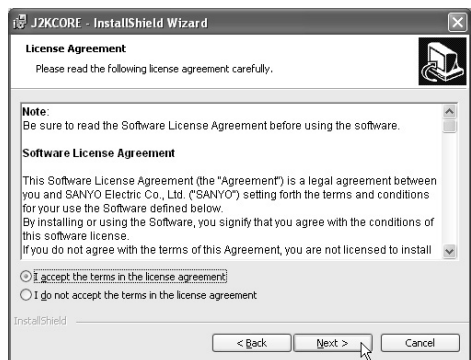 J2KCORE - InstallShield Wizard
License Agreement
Please read the following license agreement carefully.
Note:
Be sure to read the Software License Agreement before using the software.
Software License Agreement
This Software License Agreement (the "Agreement") is a legal agreement between
you and SANYO Electric Co., Ltd. ("SANYO") setting forth the terms and conditions
for your use the Software defined below.
By installing or using the Software, you signify that you agree with the conditions of
this software license.
If you do not agree with the terms of this Agreement, you are not licensed to install
I accept the terms in the license agreement
I do not accept the terms in the license agreement
InstallShield
< Back
Next >
Cancel